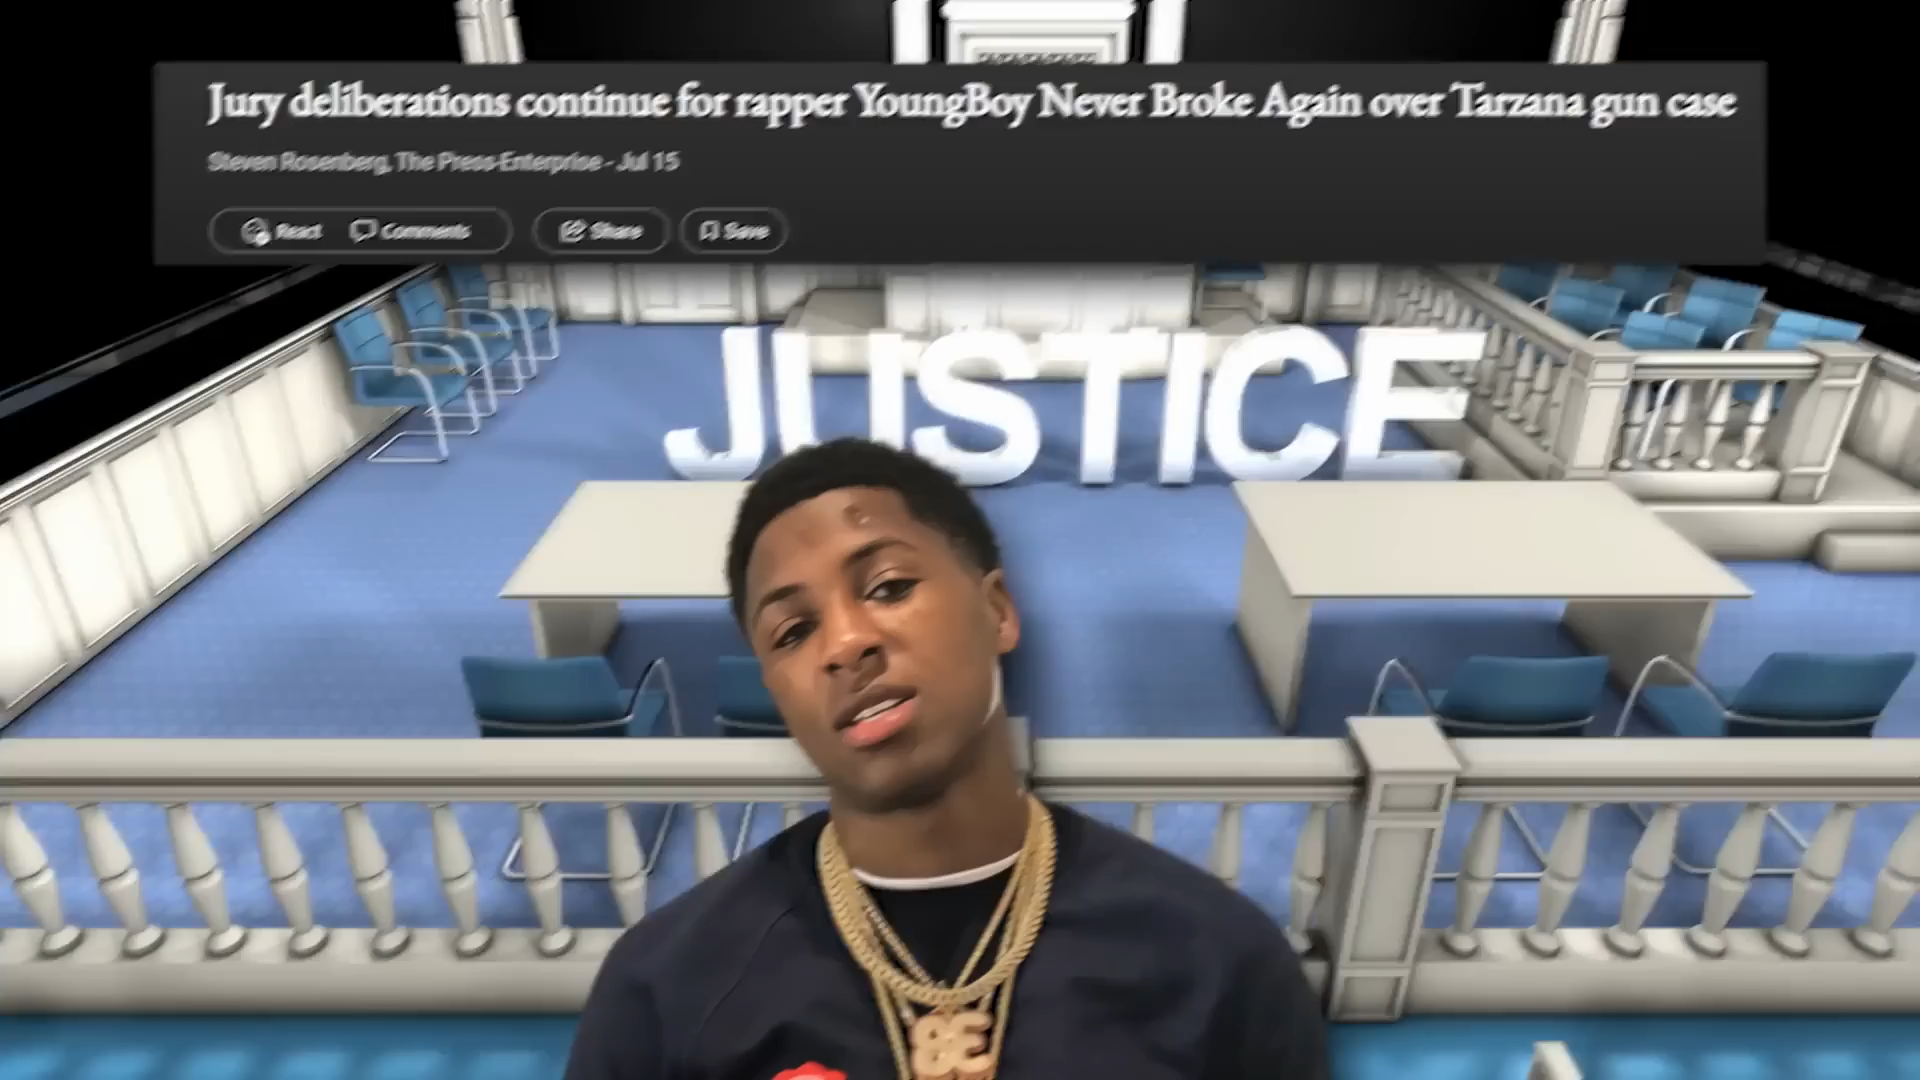 Jury deliberations continue for rapper YoungBoy Never Broke Again over Tarzana gun case
Steven Rosenberg, The Press-Enterprise - Jul 15
React Comments Share Save
JUSTICE
38